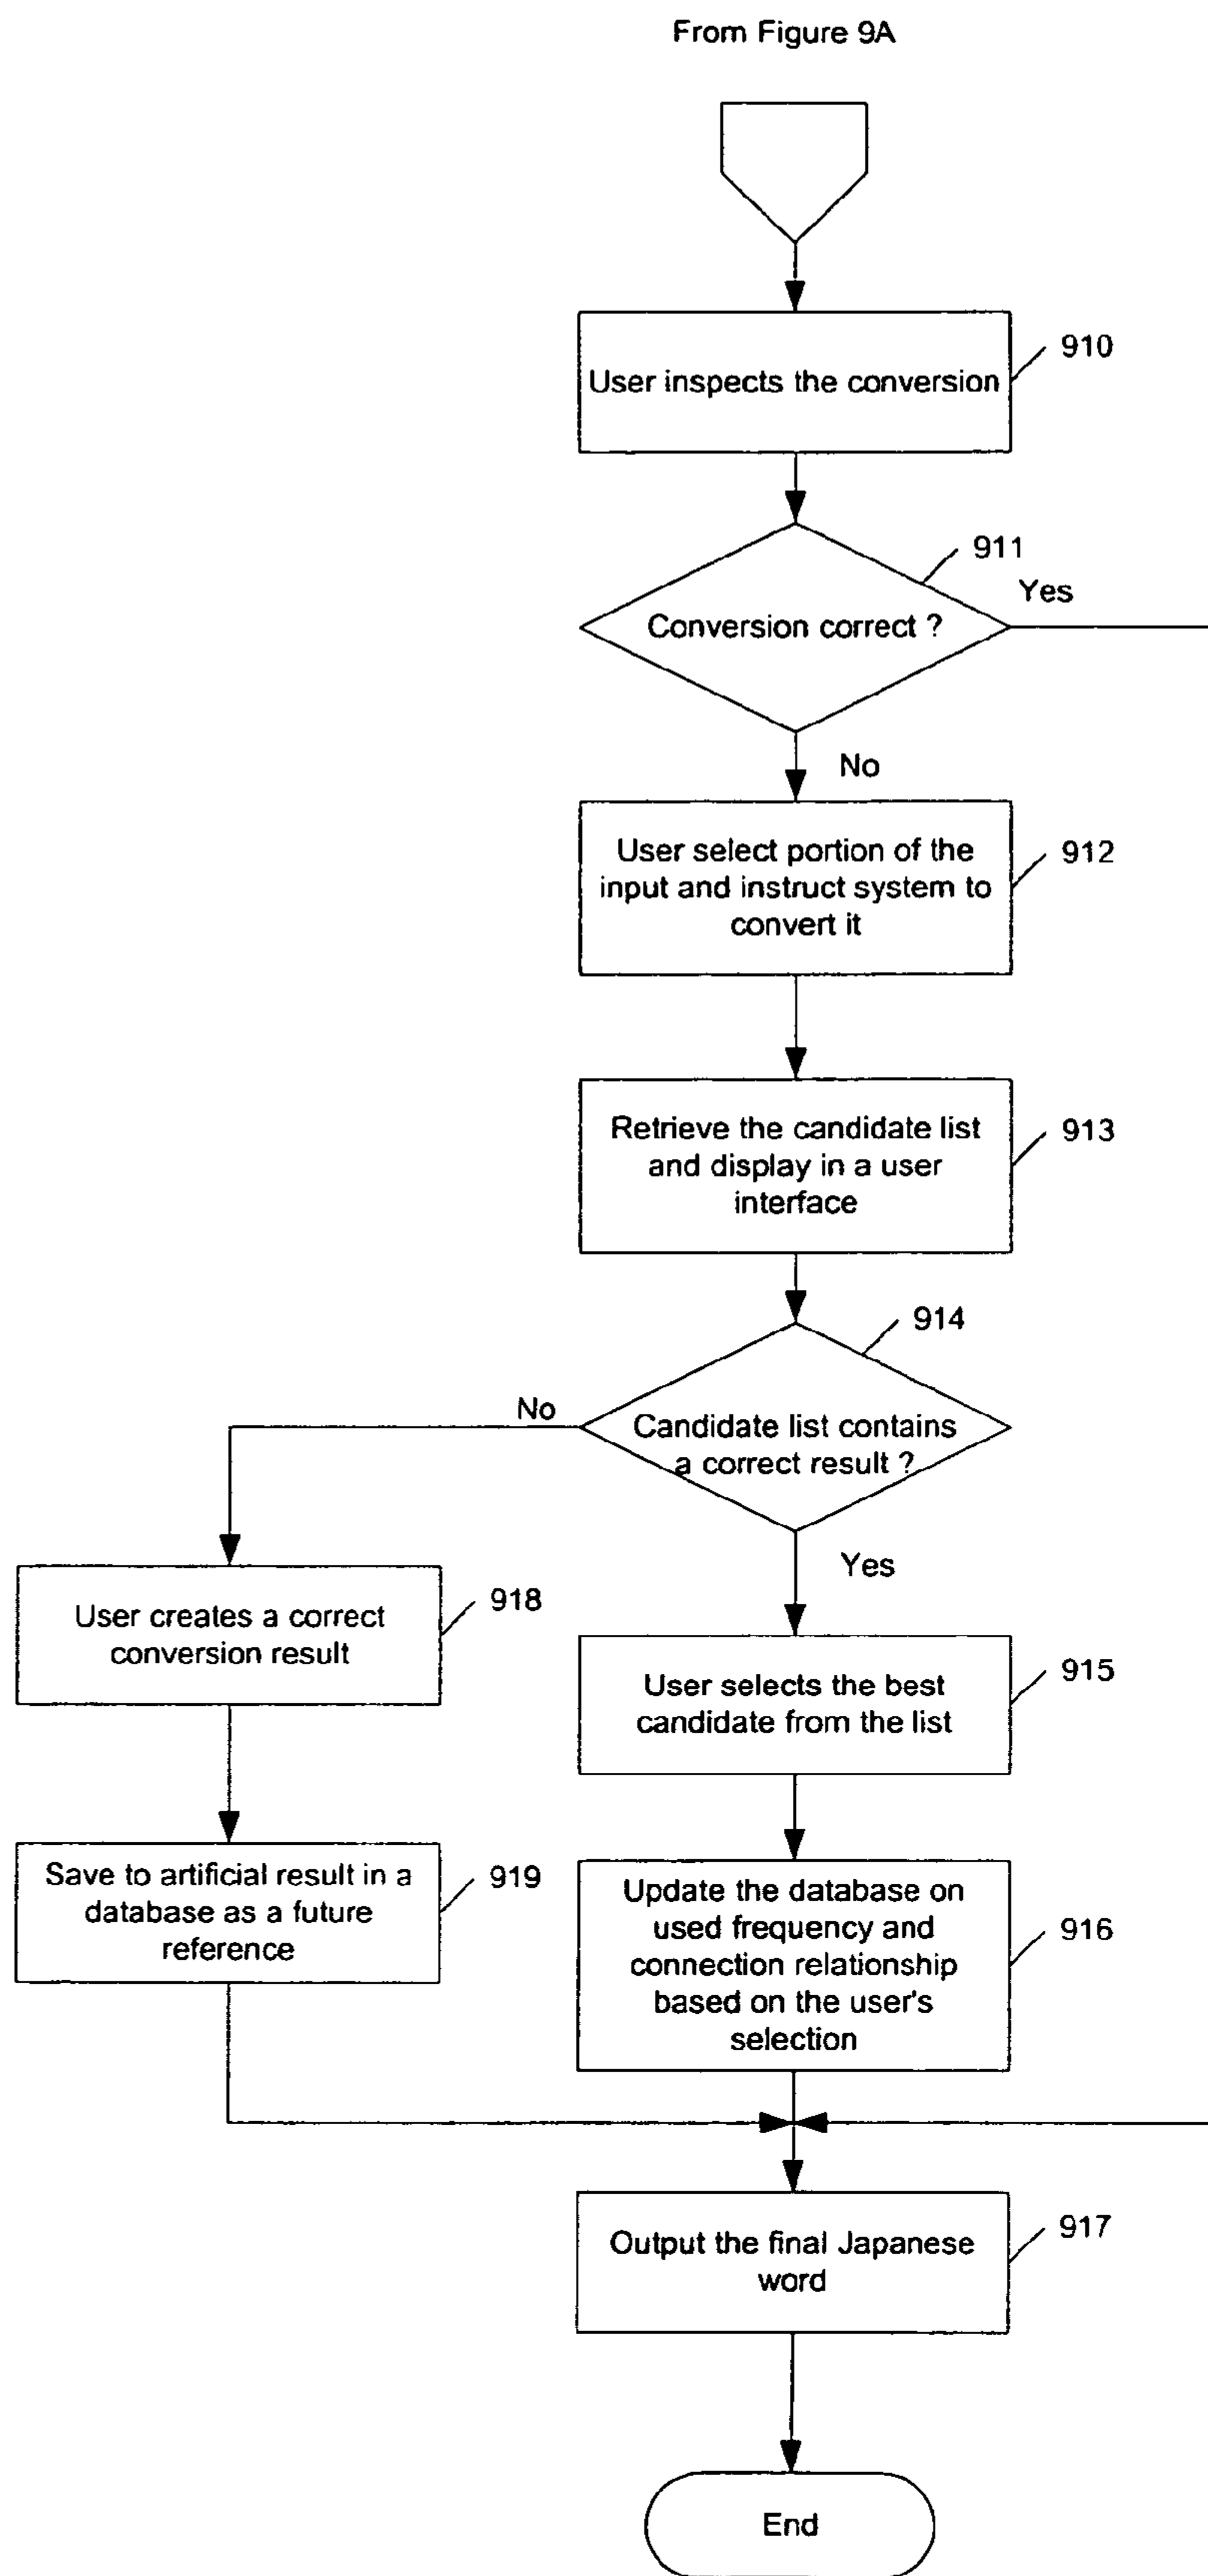 From Figure 9A
User inspects the conversion
910
911
Conversion correct ?
Yes
No
User select portion of the
input and instruct system to
convert it
912
Retrieve the candidate list
and display in a user
interface
913
914
Candidate list contains
a correct result ?
No
Yes
User creates a correct
conversion result
918
User selects the best
candidate from the list
915
Save to artificial result in a
database as a future
reference
919
Update the database on
used frequency and
connection relationship
based on the user's
selection
916
Output the final Japanese
word
917
End